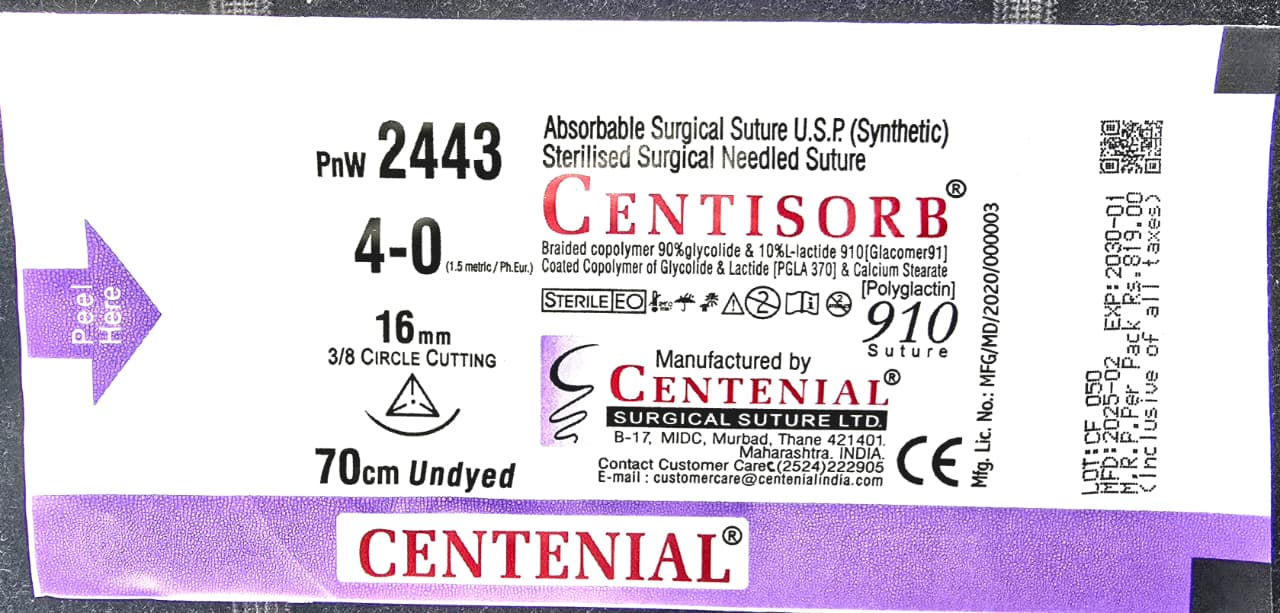 Peel
Here
PnW 2443
4-0 (1.5 metric / Ph.Eur.)
16 mm
3/8 CIRCLE CUTTING
70cm Undyed
Absorbable Surgical Suture U.S.P. (Synthetic)
Sterilised Surgical Needled Suture
CENTISORB®
Braided copolymer 90%glycolide & 10%L-lactide 910[Glacomer91]
Coated Copolymer of Glycolide & Lactide [PGLA 370] & Calcium Stearate
STERILE EO
2
[Polyglactin]
910
Suture
Manufactured by
CENTENIAL®
SURGICAL SUTURE LTD.
B-17, MIDC, Murbad, Thane 421401.
Maharashtra. INDIA.
Contact Customer Care (2524)222905
E-mail : customercare@centenialindia.com
CE
Mfg. Lic. No.: MFG/MD/2020/000003
LOT:CF 050
MFD:2025-02 EXP:2030-01
M.R.P.Per Pack Rs.819.00
(Inclusive of all taxes)
CENTENIAL®